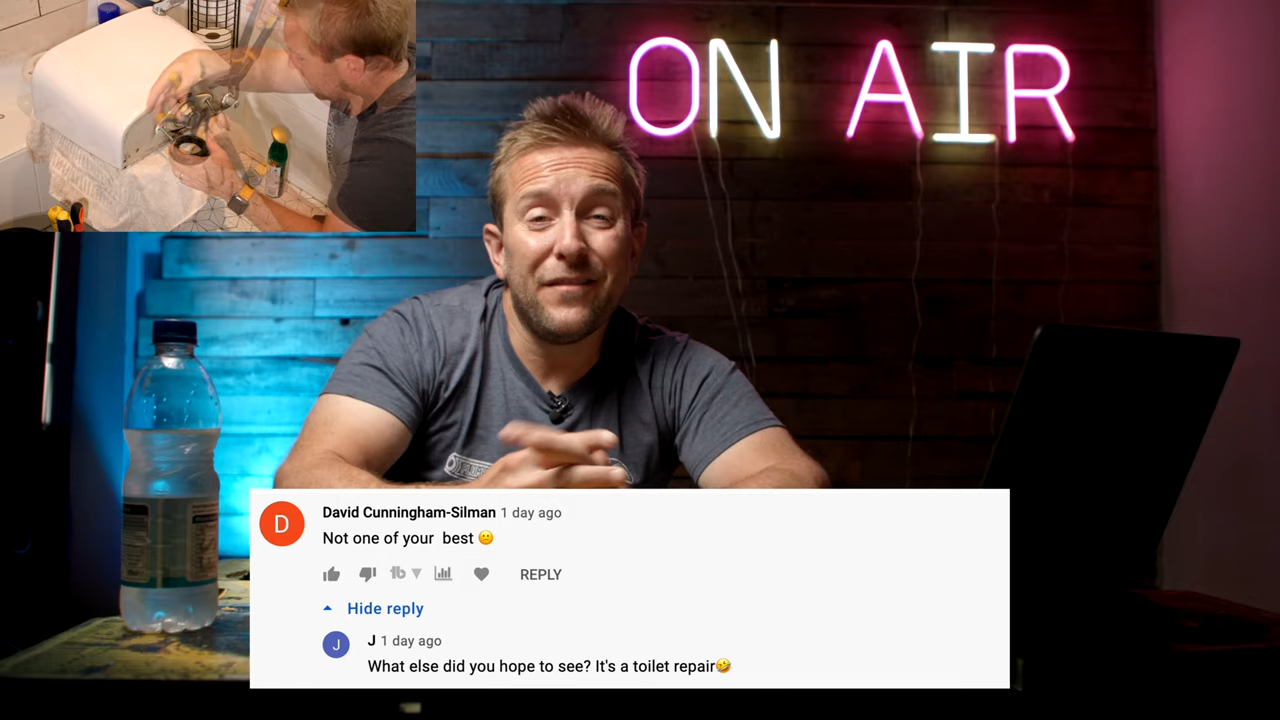 ON AIR
D
David Cunningham-Silman 1 day ago
Not one of your  best 😕
REPLY
Hide reply
J
J 1 day ago
What else did you hope to see? It's a toilet repair🤣